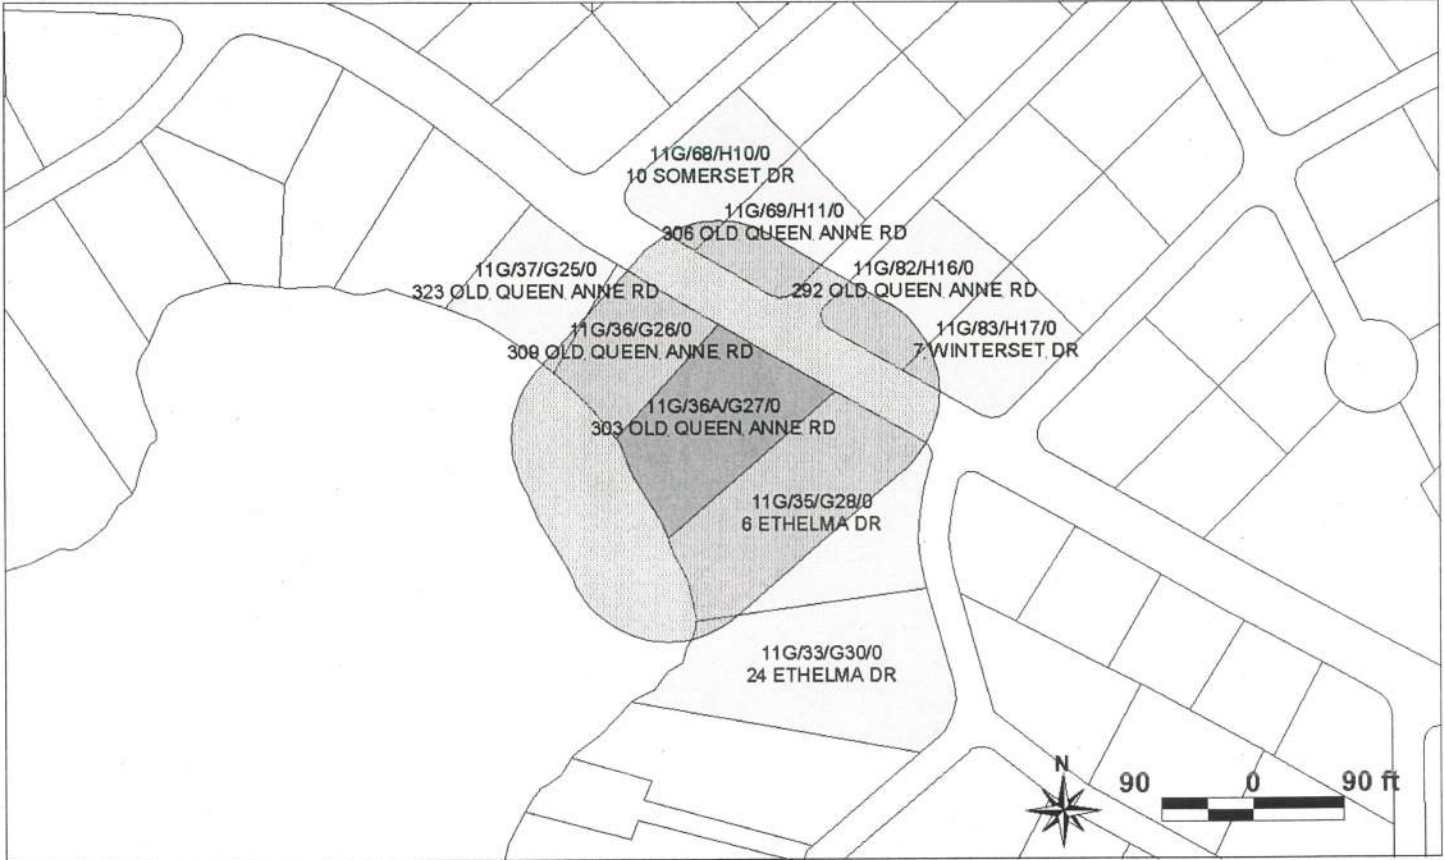 11G/68/H10/0
10 SOMERSET DR
11G/69/H11/0
306 OLD QUEEN ANNE RD
11G/37/G25/0
323 OLD QUEEN ANNE RD
11G/82/H16/0
292 OLD QUEEN ANNE RD
11G/36/G26/0
309 OLD QUEEN ANNE RD
11G/83/H17/0
7 WINTERSET DR
11G/36A/G27/0
303 OLD QUEEN ANNE RD
11G/35/G28/0
6 ETHELMA DR
11G/33/G30/0
24 ETHELMA DR
N
90 0 90 ft